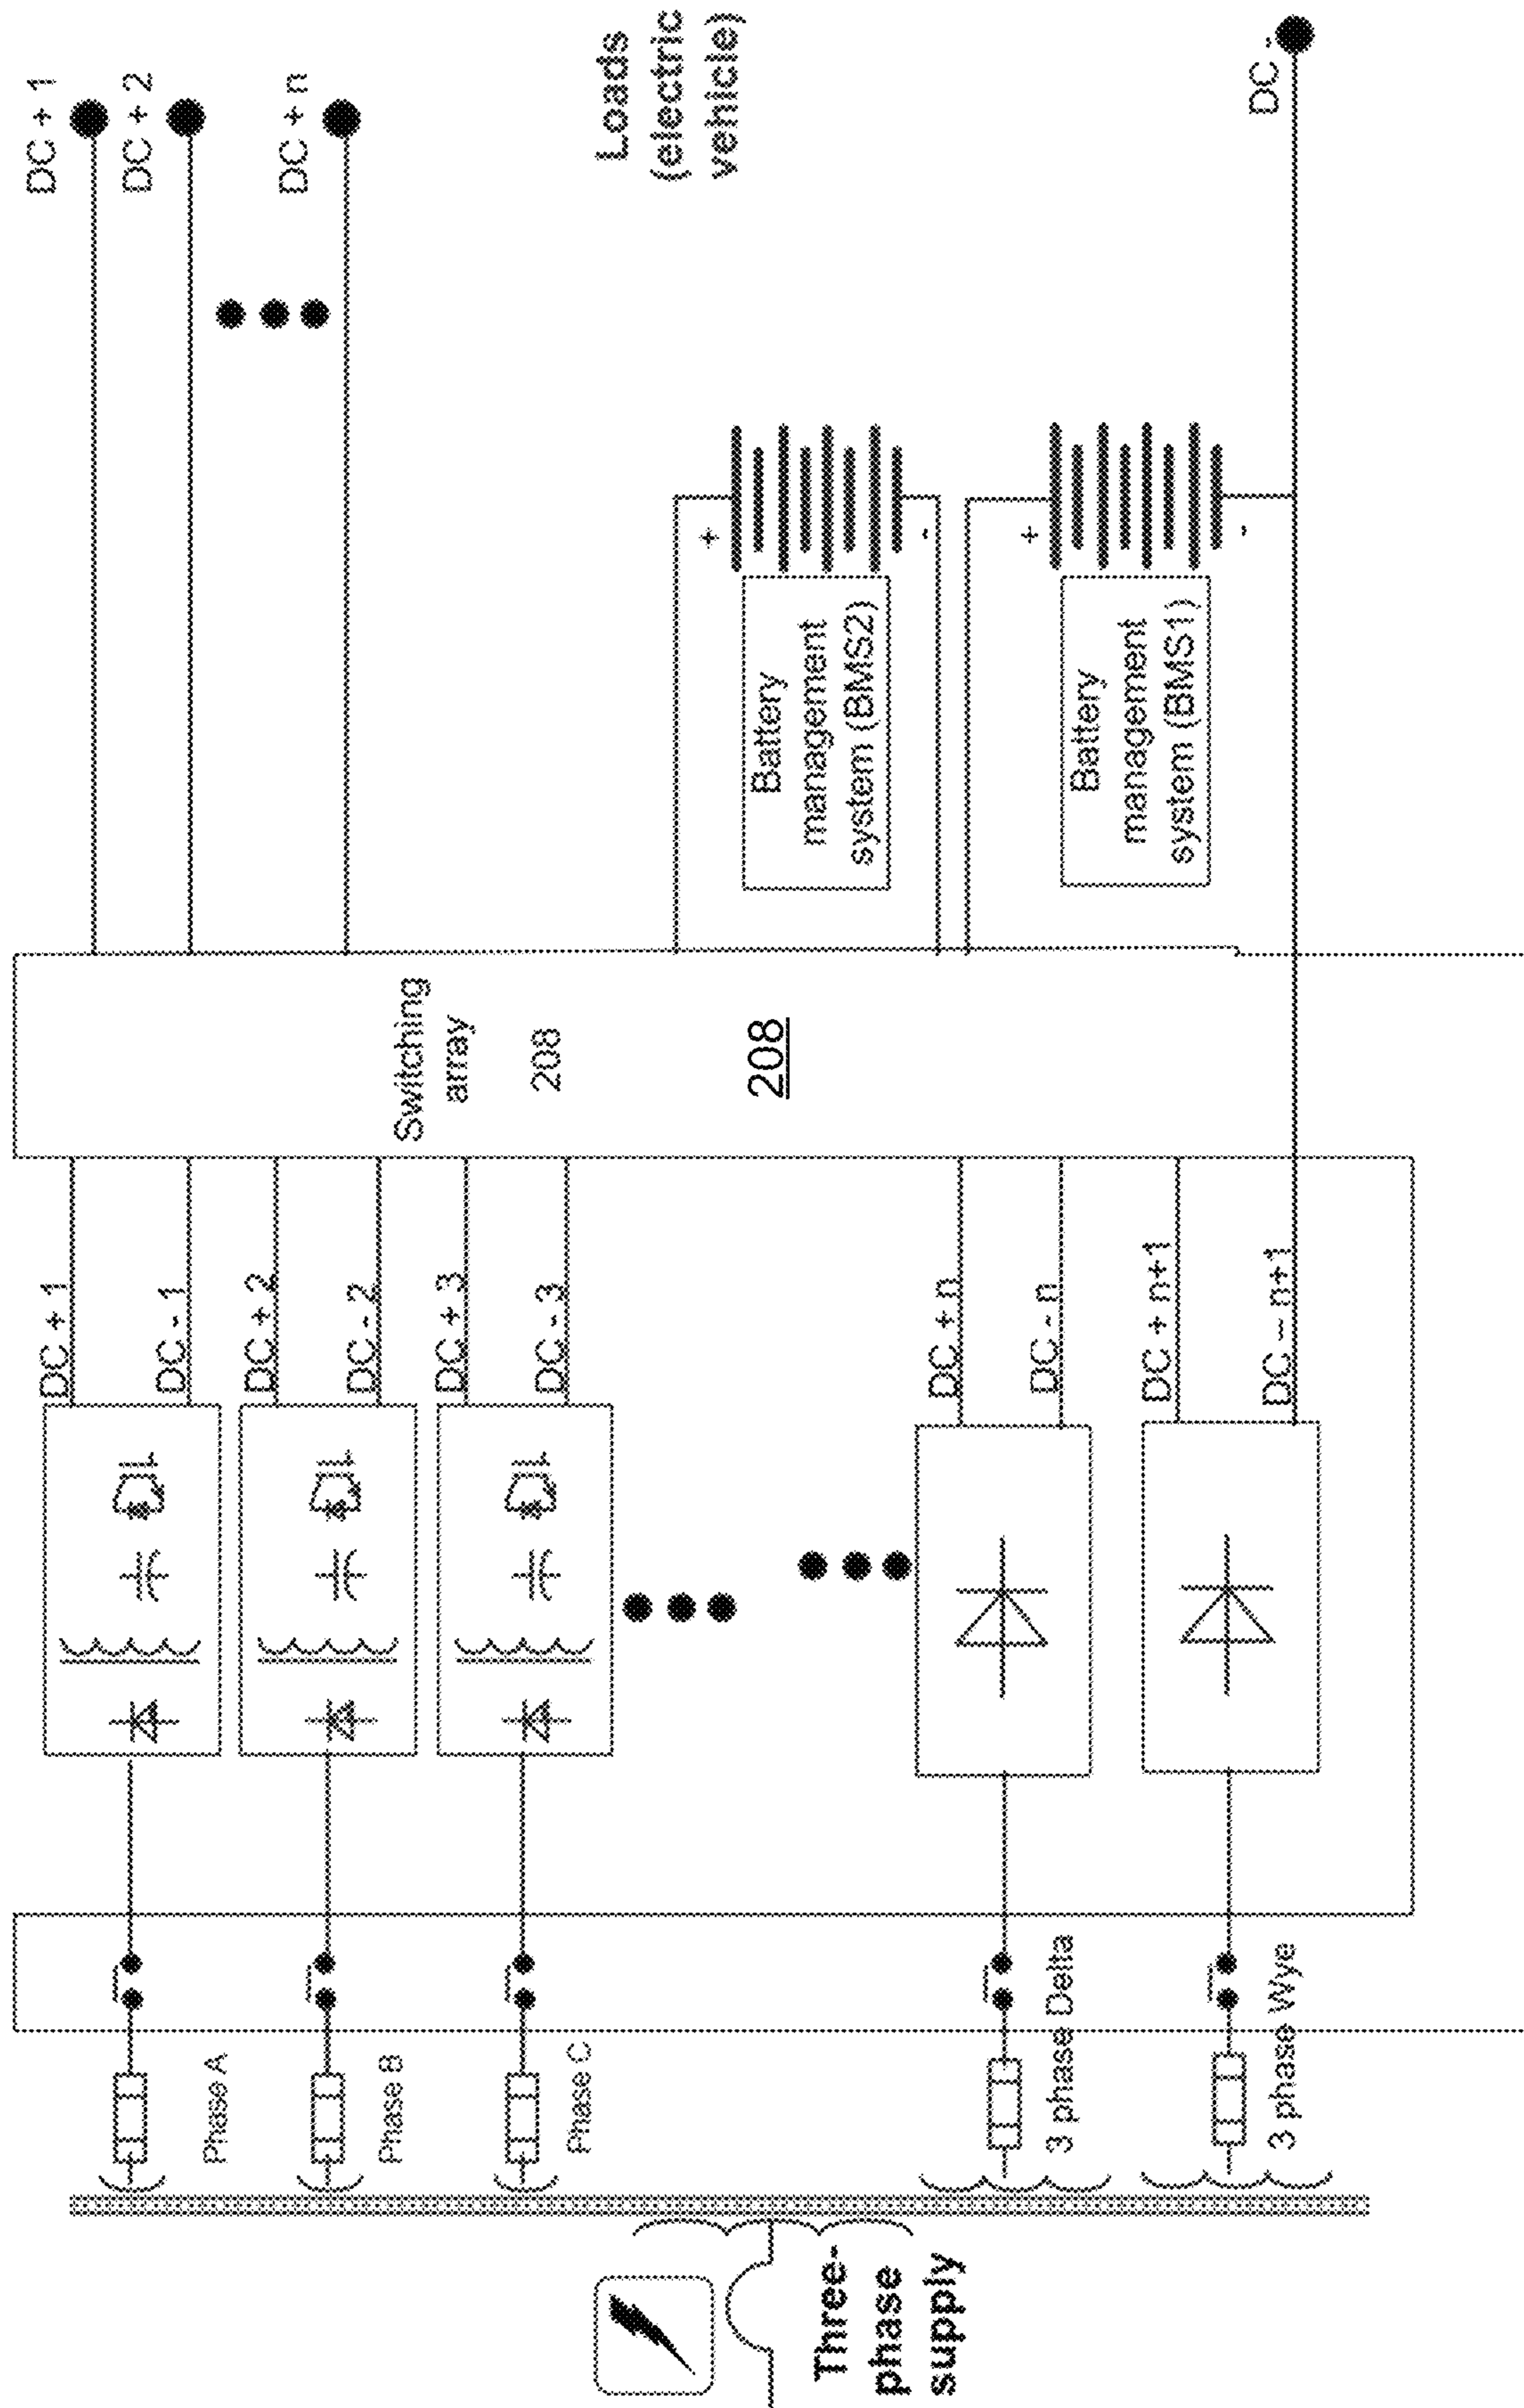 DC + 1
DC + 2
DC + n
Loads
(electric
vehicle)
DC -
+
-
Battery
management
system (BMS2)
+
-
Battery
management
system (BMS1)
Switching
array
208
208
DC + 1
DC - 1
DC + 2
DC - 2
DC + 3
DC - 3
DC + n
DC - n
DC + n+1
DC – n+1
Phase A
Phase B
Phase C
3 phase Delta
3 phase Wye
Three-
phase
supply